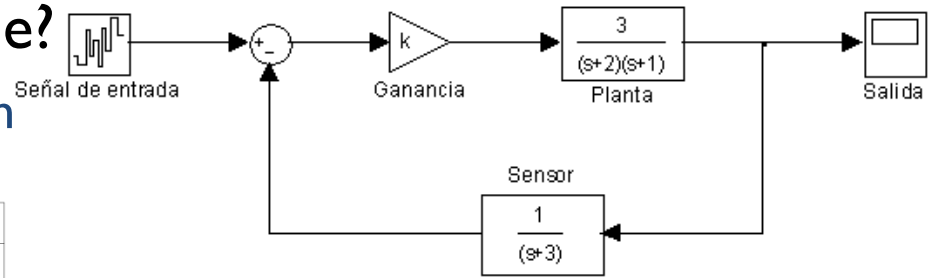 e?
Señal de entrada
n
+
−
k
Ganancia
3
(s+2)(s+1)
Planta
Salida
Sensor
1
(s+3)